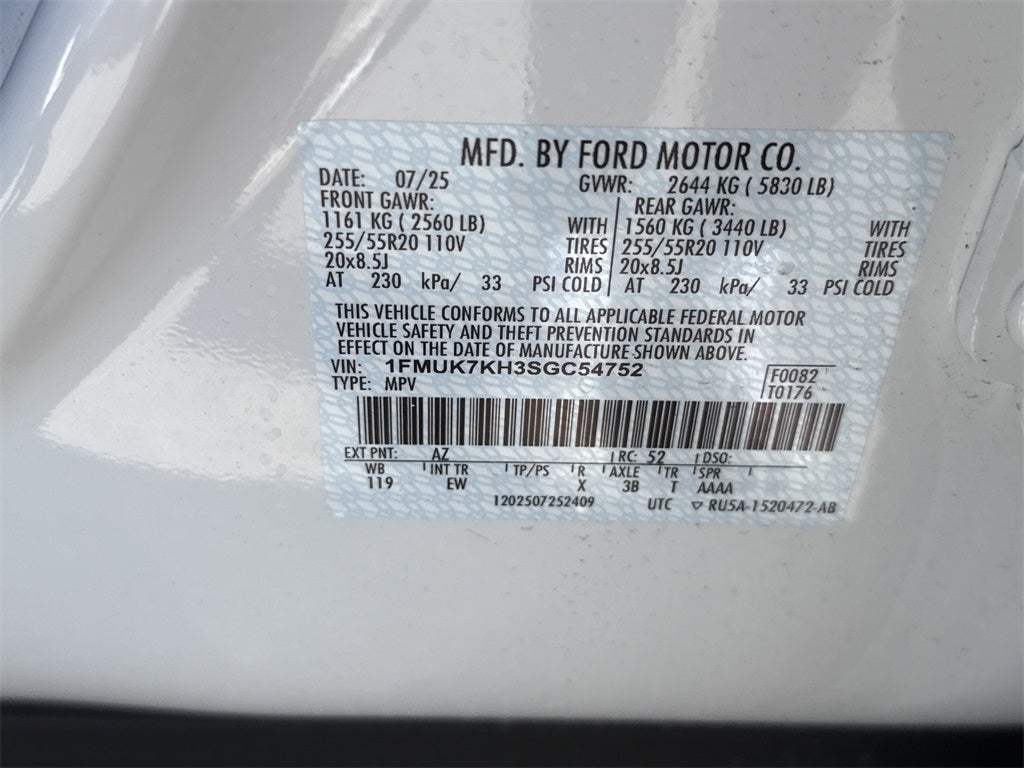 MFD. BY FORD MOTOR CO.
DATE: 07/25 GVWR: 2644 KG ( 5830 LB)
FRONT GAWR: REAR GAWR:
1161 KG ( 2560 LB) WITH 1560 KG ( 3440 LB) WITH
255/55R20 110V TIRES 255/55R20 110V TIRES
20x8.5J RIMS 20x8.5J RIMS
AT 230 kPa/ 33 PSI COLD AT 230 kPa/ 33 PSI COLD
THIS VEHICLE CONFORMS TO ALL APPLICABLE FEDERAL MOTOR
VEHICLE SAFETY AND THEFT PREVENTION STANDARDS IN
EFFECT ON THE DATE OF MANUFACTURE SHOWN ABOVE.
VIN: 1FMUK7KH3SGC54752 F0082
TYPE: MPV T0176
EXT PNT: AZ RC: 52 DSO:
WB INT TR TP/PS R AXLE TR SPR
119 EW X 3B T AAAA
1202507252409 UTC ▽ RU5A-1520472-AB